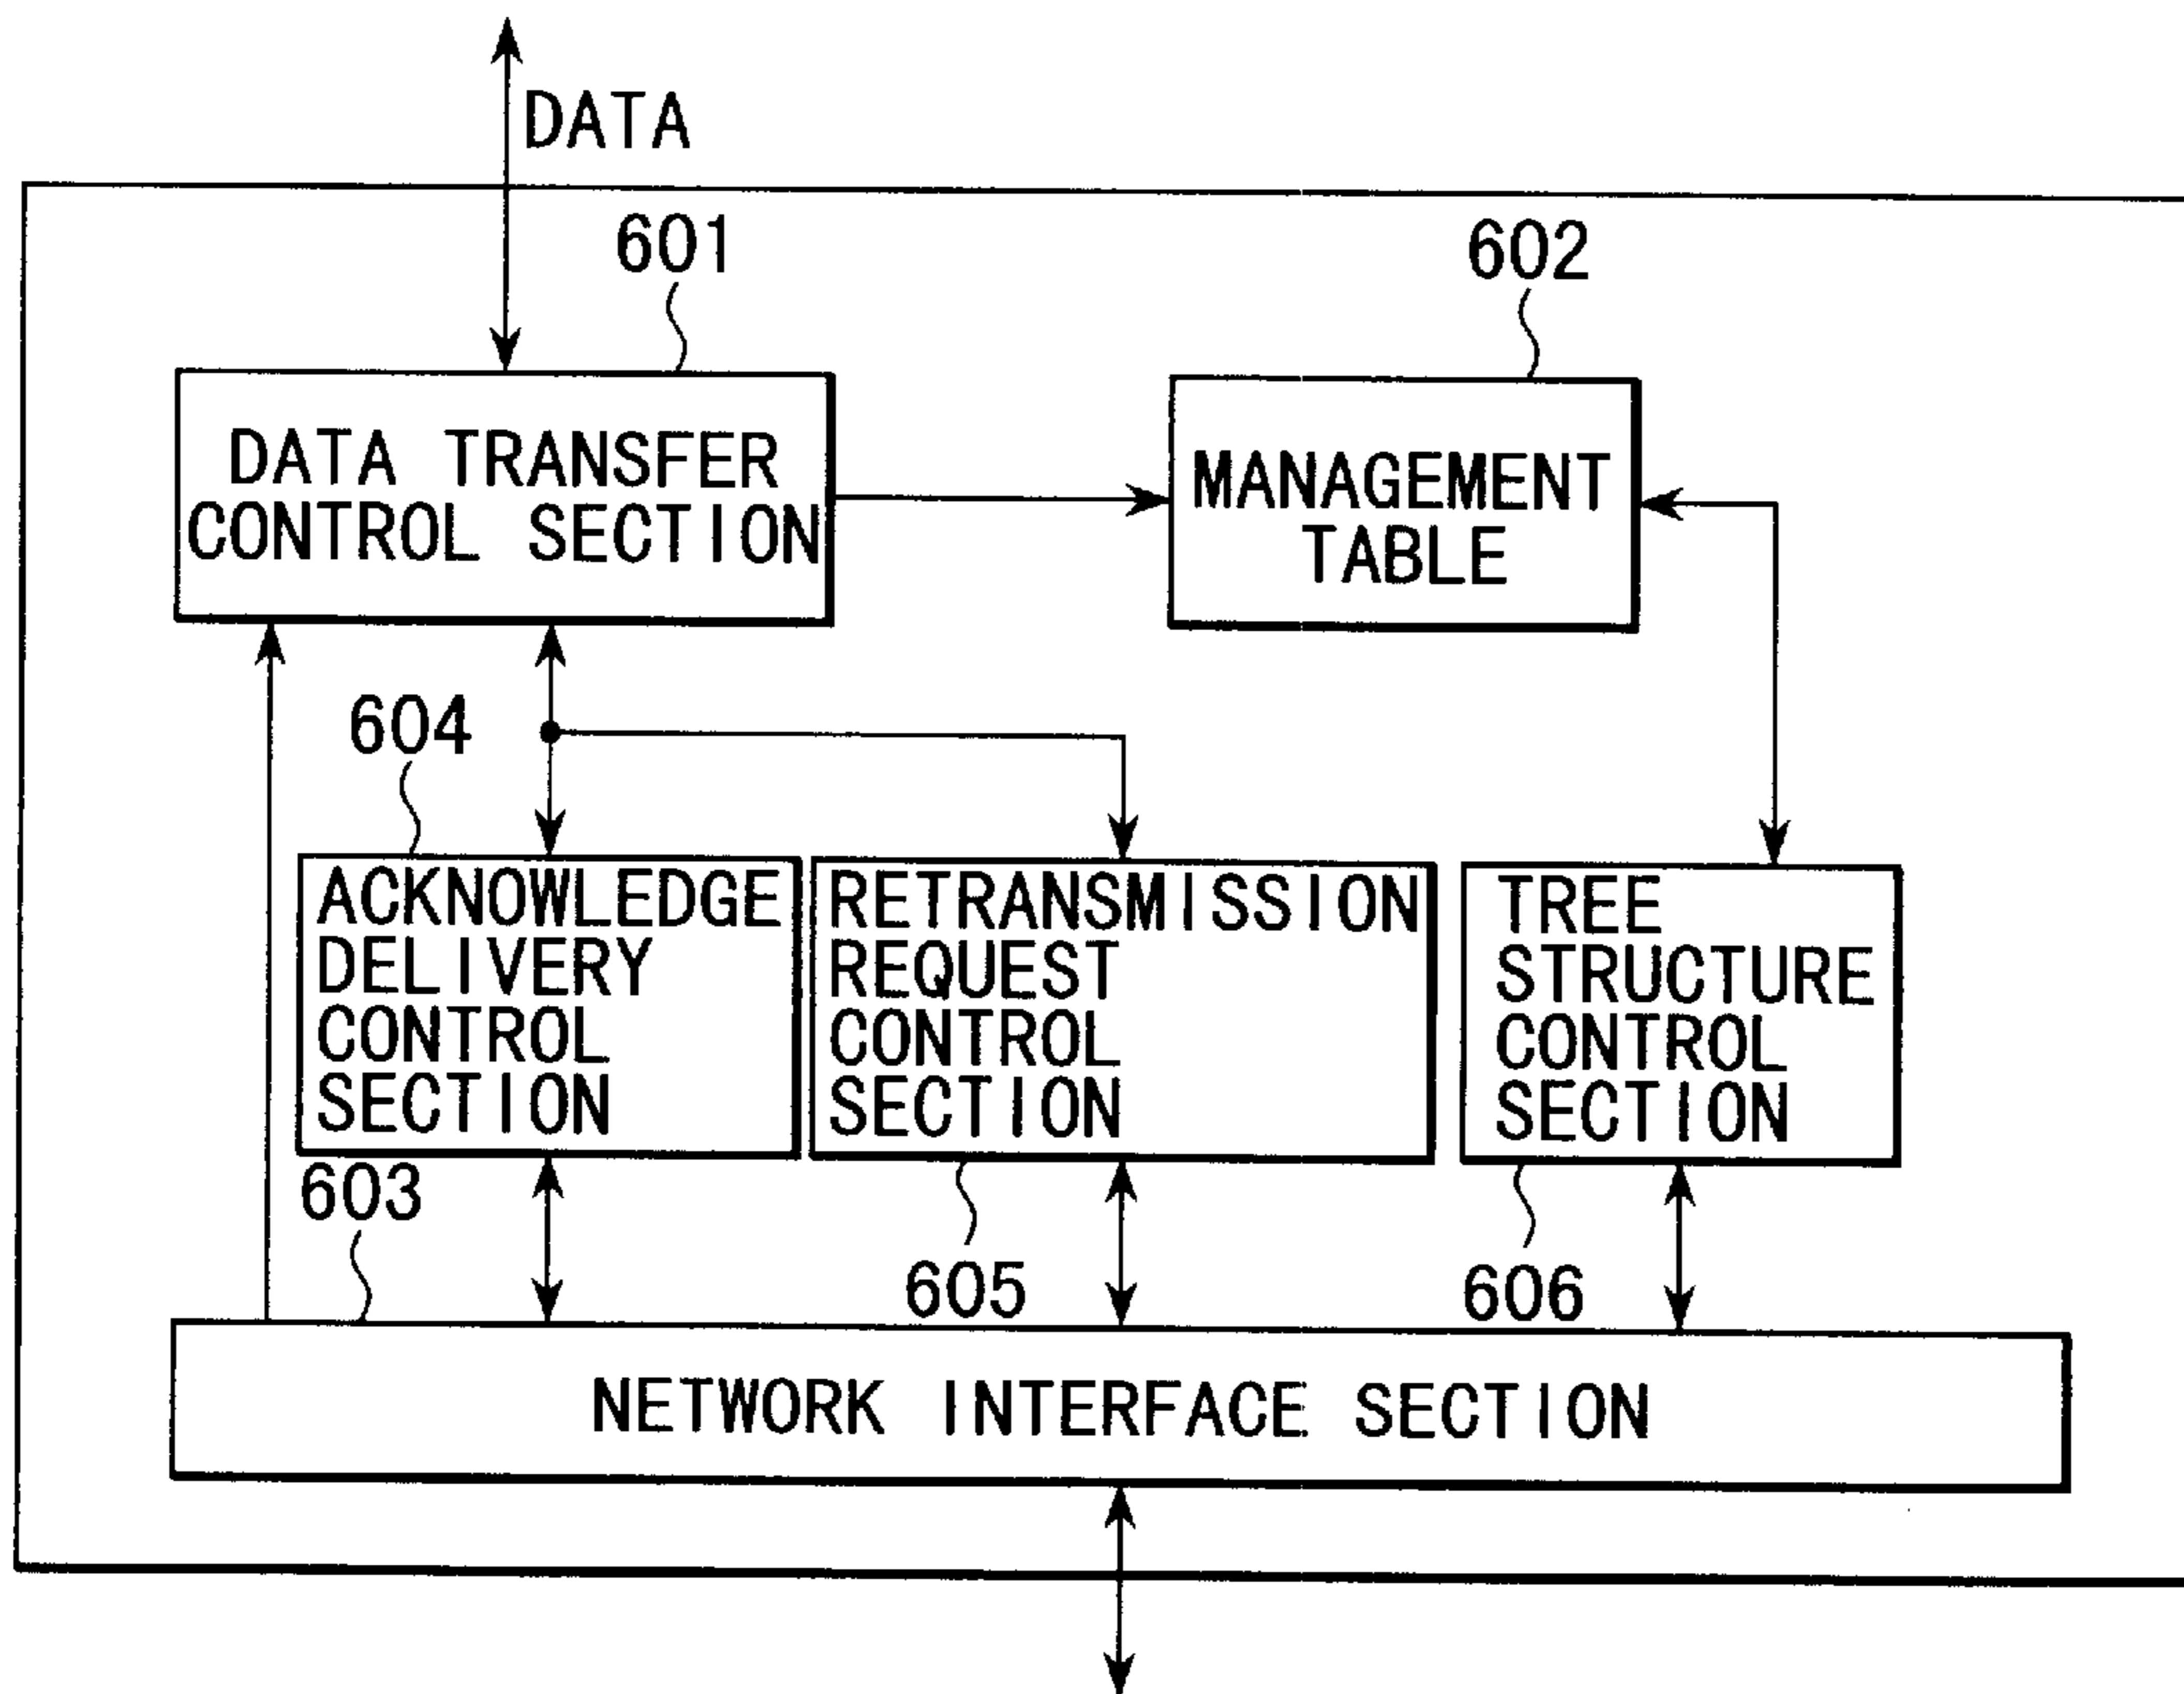 DATA
601
602
DATA TRANSFER
CONTROL SECTION
MANAGEMENT
TABLE
604
ACKNOWLEDGE
DELIVERY
CONTROL
SECTION
RETRANSMISSION
REQUEST
CONTROL
SECTION
TREE
STRUCTURE
CONTROL
SECTION
603
605
606
NETWORK INTERFACE SECTION